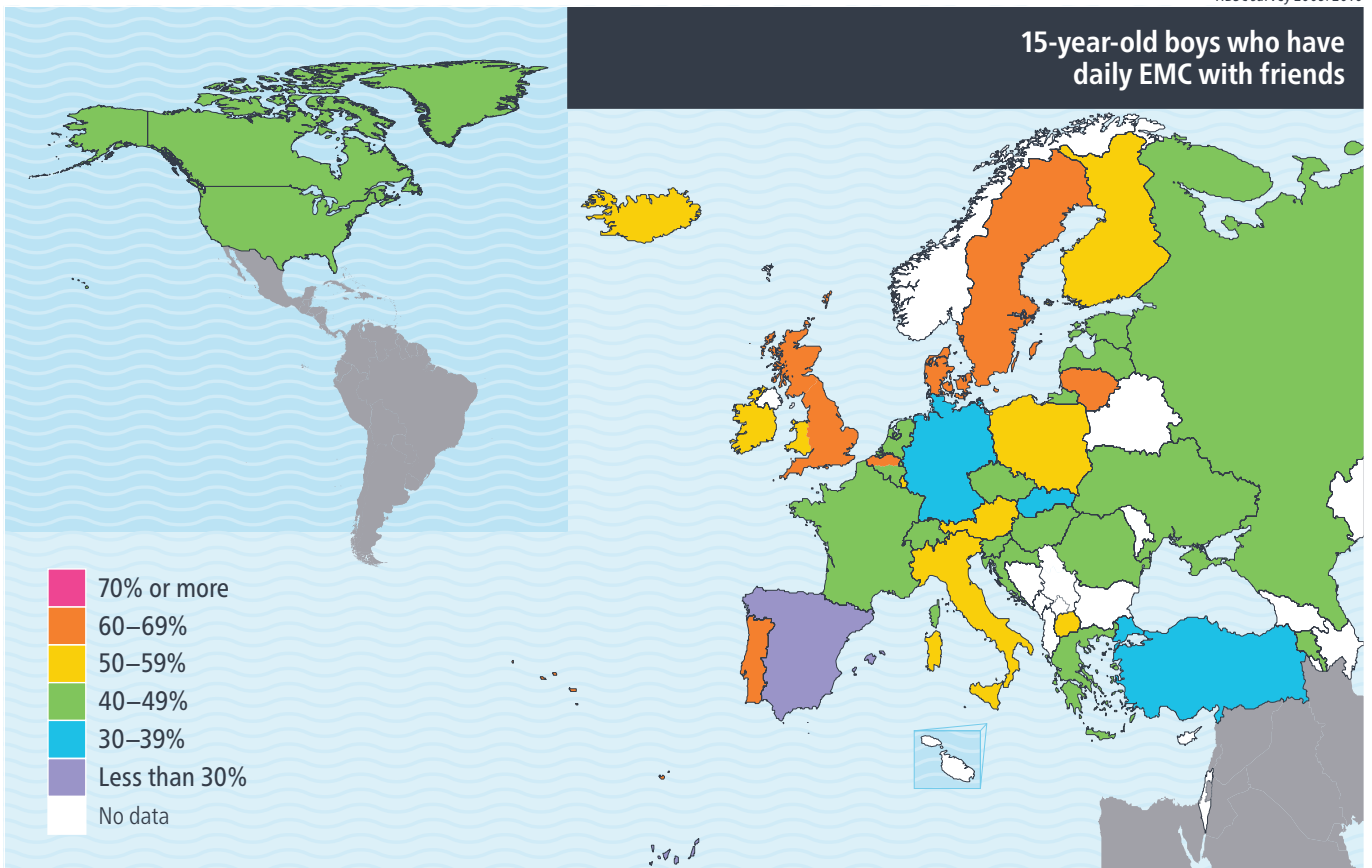 15-year-old boys who have
daily EMC with friends
70% or more
60–69%
50–59%
40–49%
30–39%
Less than 30%
No data